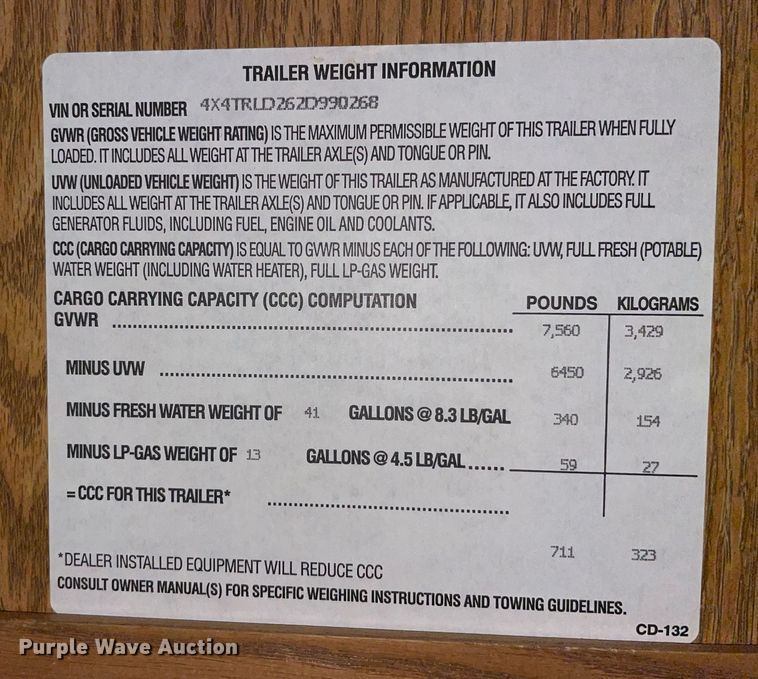 TRAILER WEIGHT INFORMATION
VIN OR SERIAL NUMBER 4X4TRLD262D990268
GVWR (GROSS VEHICLE WEIGHT RATING) IS THE MAXIMUM PERMISSIBLE WEIGHT OF THIS TRAILER WHEN FULLY
LOADED. IT INCLUDES ALL WEIGHT AT THE TRAILER AXLE(S) AND TONGUE OR PIN.
UVW (UNLOADED VEHICLE WEIGHT) IS THE WEIGHT OF THIS TRAILER AS MANUFACTURED AT THE FACTORY. IT
INCLUDES ALL WEIGHT AT THE TRAILER AXLE(S) AND TONGUE OR PIN. IF APPLICABLE, IT ALSO INCLUDES FULL
GENERATOR FLUIDS, INCLUDING FUEL, ENGINE OIL AND COOLANTS.
CCC (CARGO CARRYING CAPACITY) IS EQUAL TO GVWR MINUS EACH OF THE FOLLOWING: UVW, FULL FRESH (POTABLE)
WATER WEIGHT (INCLUDING WATER HEATER), FULL LP-GAS WEIGHT.
CARGO CARRYING CAPACITY (CCC) COMPUTATION POUNDS KILOGRAMS
GVWR 7,560 3,429
MINUS UVW 6450 2,926
MINUS FRESH WATER WEIGHT OF 41 GALLONS @ 8.3 LB/GAL 340 154
MINUS LP-GAS WEIGHT OF 13 GALLONS @ 4.5 LB/GAL...... 59 27
= CCC FOR THIS TRAILER*
711 323
*DEALER INSTALLED EQUIPMENT WILL REDUCE CCC
CONSULT OWNER MANUAL(S) FOR SPECIFIC WEIGHING INSTRUCTIONS AND TOWING GUIDELINES.
CD-132
Purple Wave Auction